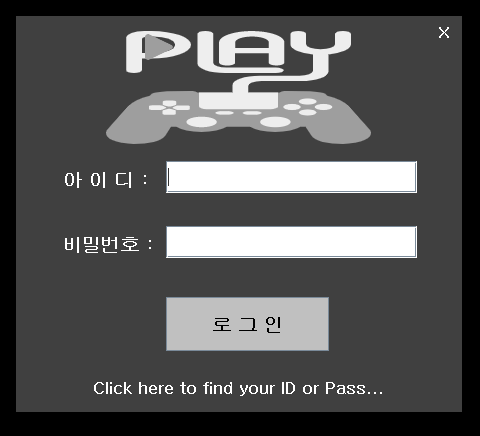 PLAY
X
아 이 디 :
비밀번호 :
로 그 인
Click here to find your ID or Pass...